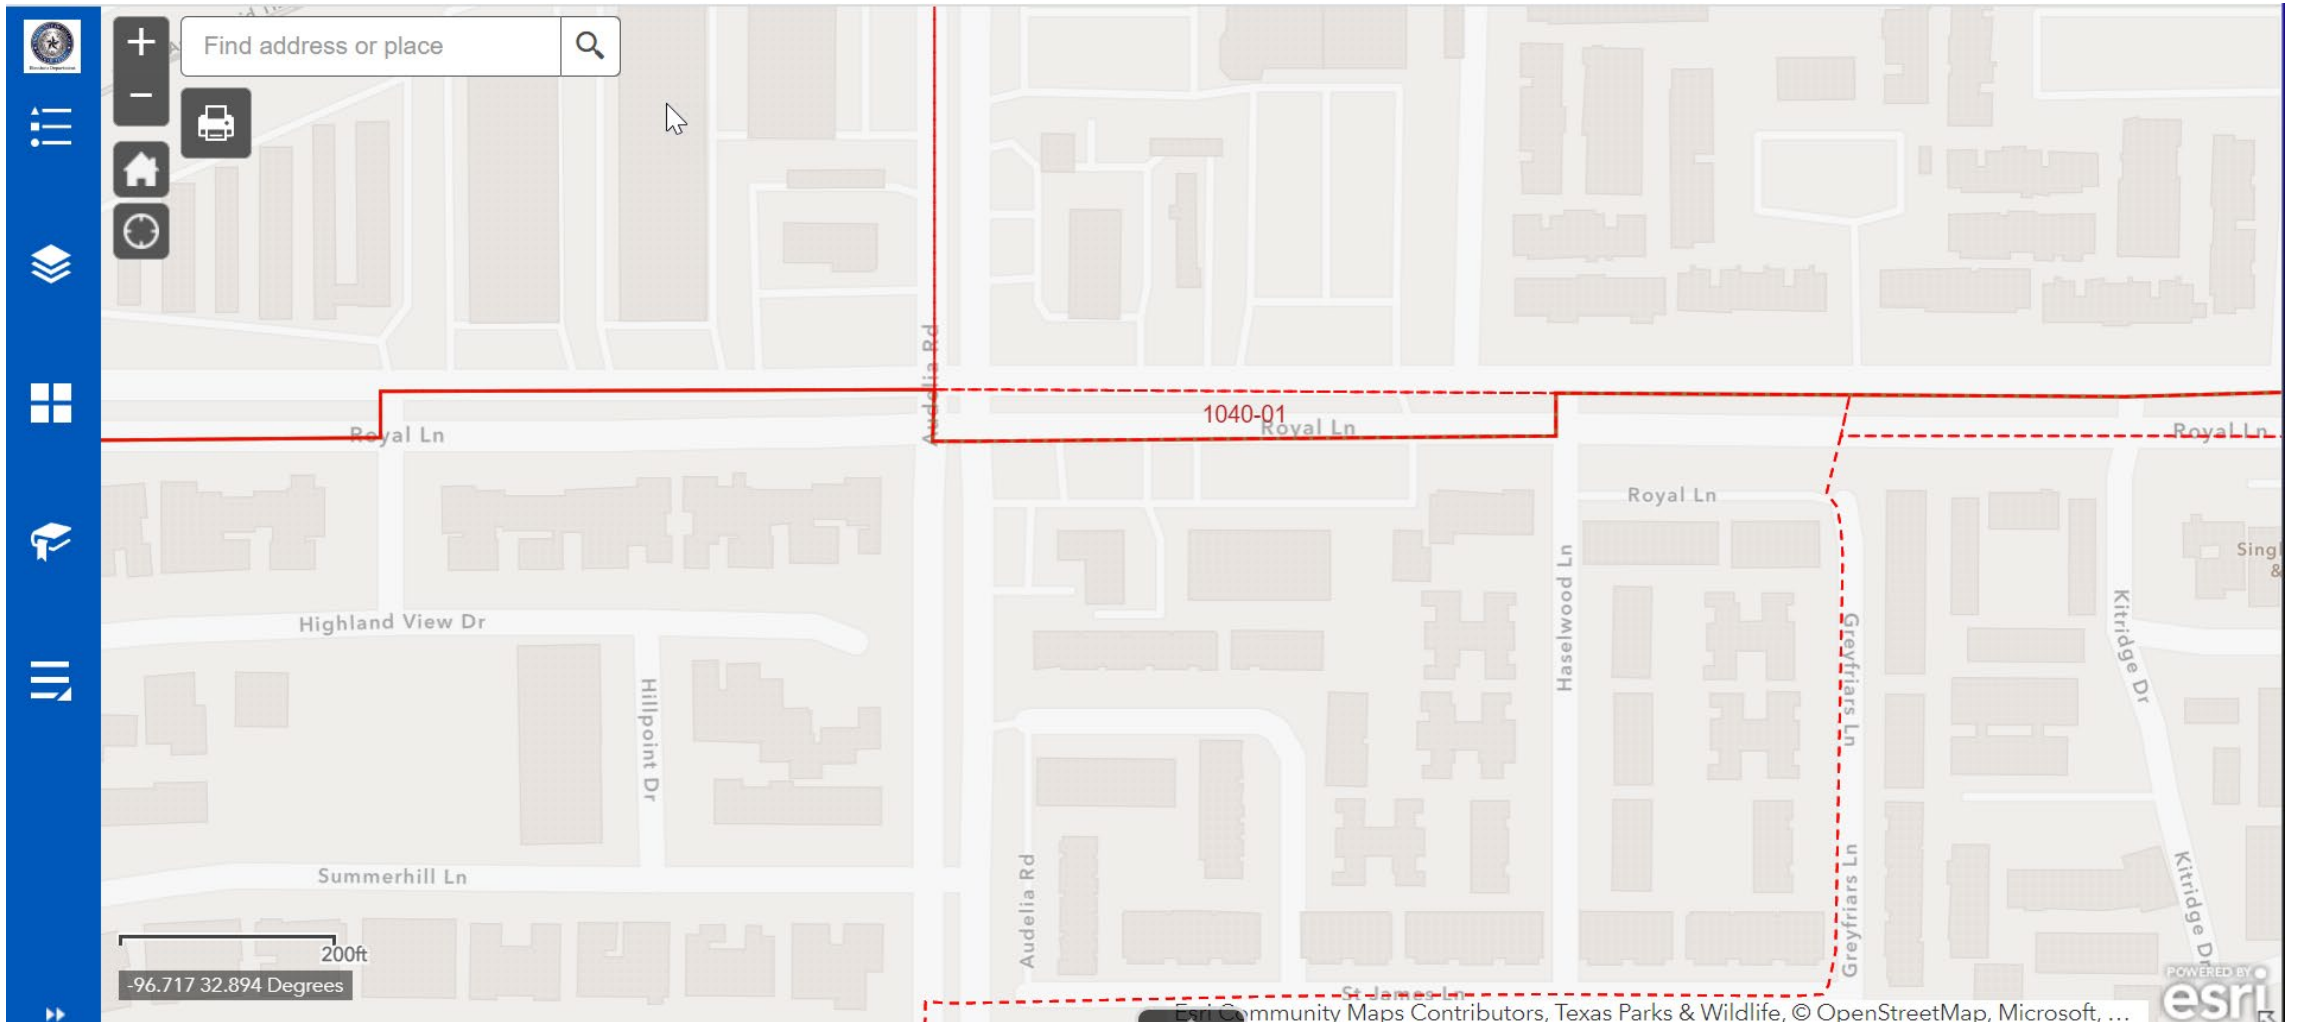 Find address or place
Audelia Rd
1040-01
Royal Ln
Royal Ln
Royal Ln
Royal Ln
Singl
&
Highland View Dr
Haselwood Ln
Greyfriars Ln
Kitridge Dr
Hillpoint Dr
Summerhill Ln
Audelia Rd
Greyfriars Ln
Kitridge Dr
200ft
-96.717 32.894 Degrees
St James Ln
POWERED BY
esri
Esri Community Maps Contributors, Texas Parks & Wildlife, © OpenStreetMap, Microsoft, ...